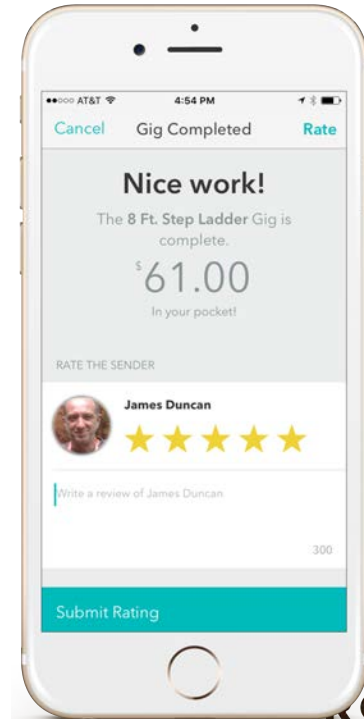 AT&T 4:54 PM
Cancel Gig Completed Rate
Nice work!
The 8 Ft. Step Ladder Gig is
complete.
$61.00
In your pocket!
RATE THE SENDER
James Duncan
Write a review of James Duncan
300
Submit Rating